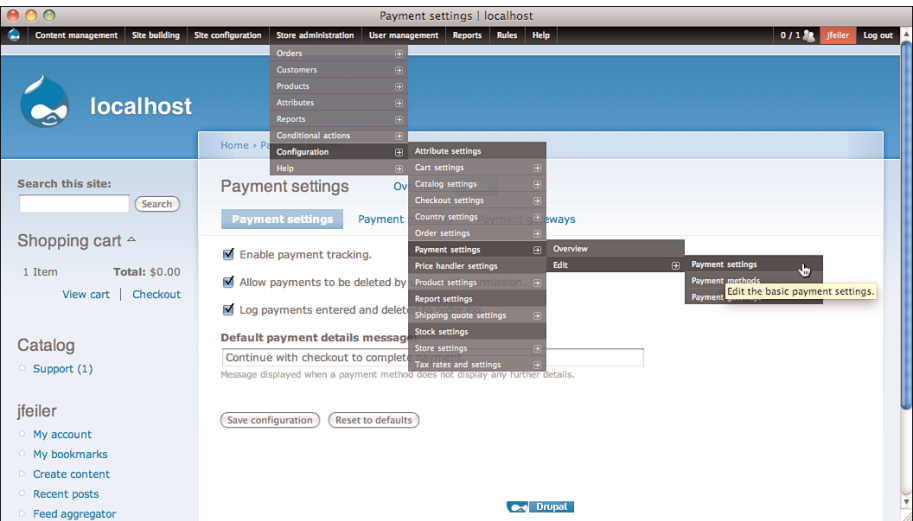 Payment settings | localhost
Content management Site building Site configuration Store administration User management Reports Rules Help 0 / 1 jfeiler Log out
Orders
Customers
Products
Attributes
Reports
Conditional actions
Configuration
Help
Attribute settings
Cart settings
Catalog settings
Checkout settings
Country settings
Order settings
Payment settings
Price handler settings
Product settings
Report settings
Shipping quote settings
Stock settings
Store settings
Tax rates and settings
Overview
Edit
Payment settings
Payment methods
Payment
Edit the basic payment settings.
localhost
Home ›
Search this site:
Search
Shopping cart
1 Item Total: $0.00
View cart | Checkout
Catalog
Support (1)
jfeiler
My account
My bookmarks
Create content
Recent posts
Feed aggregator
Payment settings
Payment settings Payment
Enable payment tracking.
Allow payments to be deleted by
Log payments entered and
Default payment details message:
Continue with checkout to complete payment.
Message displayed when a payment method does not display any further details.
Save configuration Reset to defaults
Drupal